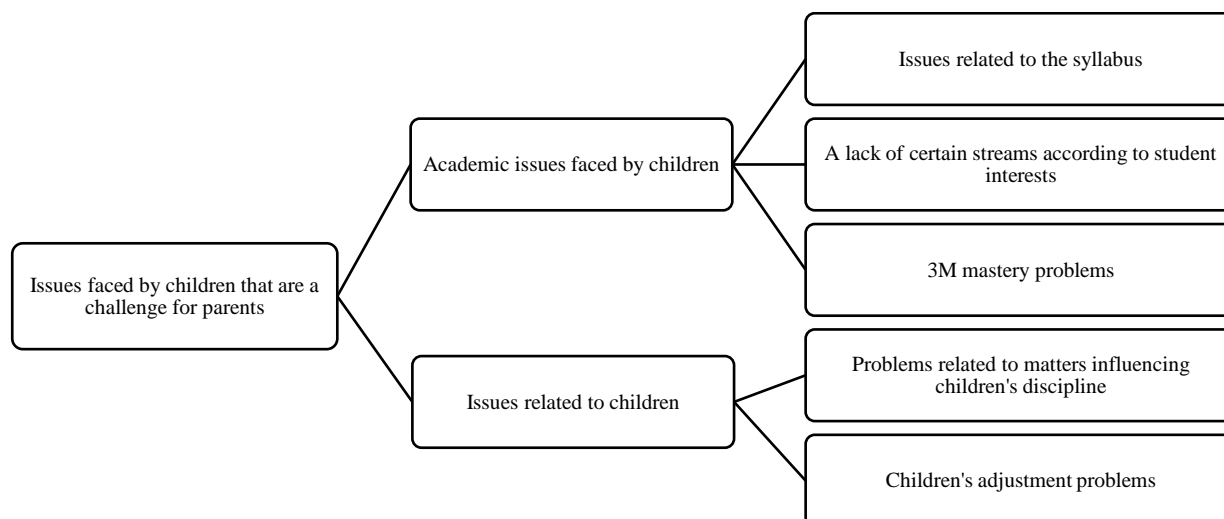 Issues faced by children that are a
challenge for parents
Academic issues faced by children
Issues related to children
Issues related to the syllabus
A lack of certain streams according to student
interests
3M mastery problems
Problems related to matters influencing
children's discipline
Children's adjustment problems